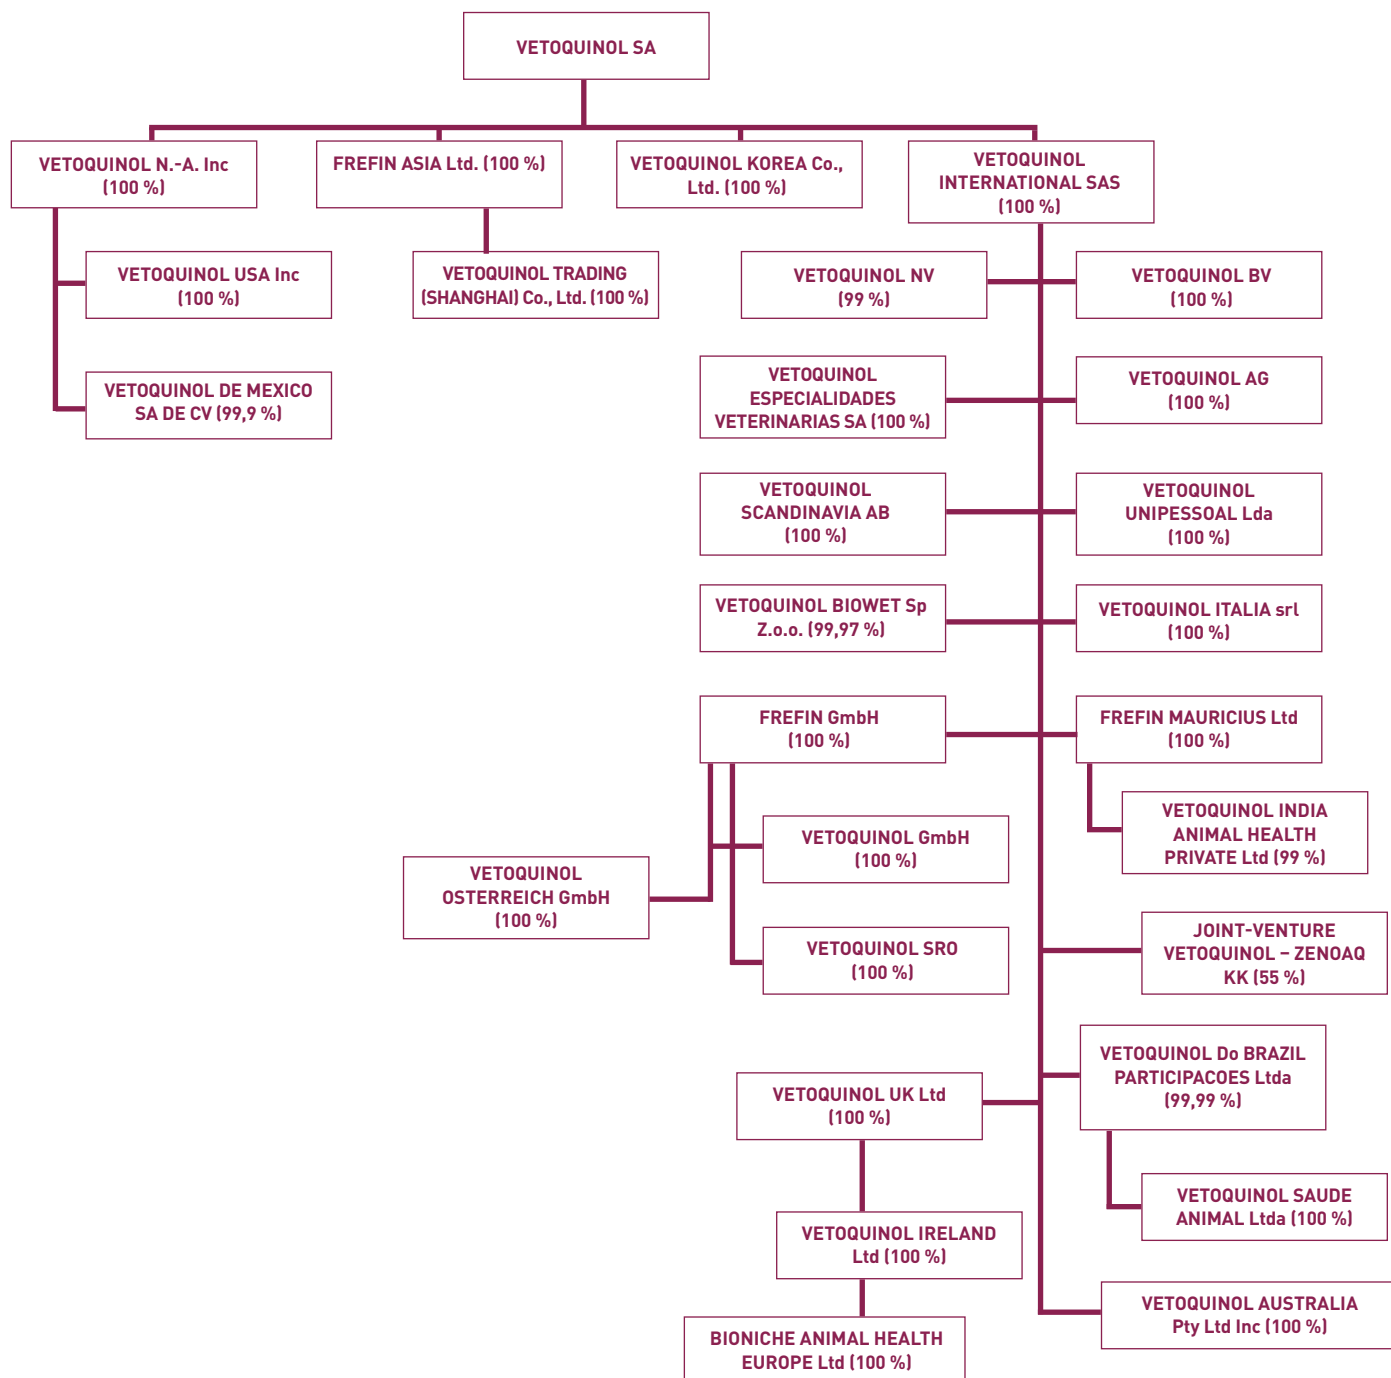 VETOQUINOL SA
VETOQUINOL N.-A. Inc
(100 %)
FREFIN ASIA Ltd. (100 %)
VETOQUINOL KOREA Co.,
Ltd. (100 %)
VETOQUINOL
INTERNATIONAL SAS
(100 %)
VETOQUINOL USA Inc
(100 %)
VETOQUINOL TRADING
(SHANGHAI) Co., Ltd. (100 %)
VETOQUINOL NV
(99 %)
VETOQUINOL BV
(100 %)
VETOQUINOL DE MEXICO
SA DE CV (99,9 %)
VETOQUINOL
ESPECIALIDADES
VETERINARIAS SA (100 %)
VETOQUINOL AG
(100 %)
VETOQUINOL
SCANDINAVIA AB
(100 %)
VETOQUINOL
UNIPESSOAL Lda
(100 %)
VETOQUINOL BIOWET Sp
Z.o.o. (99,97 %)
VETOQUINOL ITALIA srl
(100 %)
FREFIN GmbH
(100 %)
FREFIN MAURICIUS Ltd
(100 %)
VETOQUINOL INDIA
ANIMAL HEALTH
PRIVATE Ltd (99 %)
VETOQUINOL GmbH
(100 %)
VETOQUINOL
OSTERREICH GmbH
(100 %)
VETOQUINOL SRO
(100 %)
JOINT-VENTURE
VETOQUINOL – ZENOAQ
KK (55 %)
VETOQUINOL Do BRAZIL
PARTICIPACOES Ltda
(99,99 %)
VETOQUINOL UK Ltd
(100 %)
VETOQUINOL SAUDE
ANIMAL Ltda (100 %)
VETOQUINOL IRELAND
Ltd (100 %)
VETOQUINOL AUSTRALIA
Pty Ltd Inc (100 %)
BIONICHE ANIMAL HEALTH
EUROPE Ltd (100 %)